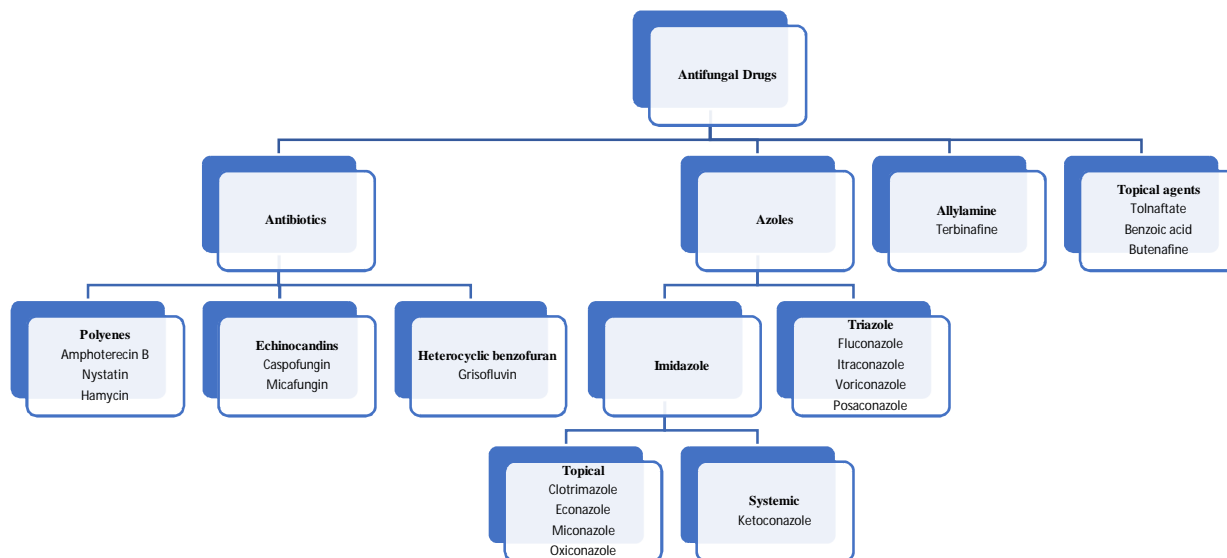 Antifungal Drugs
Antibiotics
Azoles
Allylamine
Terbinafine
Topical agents
Tolnaftate
Benzoic acid
Butenafine
Polyenes
Amphoterecin B
Nystatin
Hamycin
Echinocandins
Caspofungin
Micafungin
Heterocyclic benzofuran
Grisofluvin
Imidazole
Triazole
Fluconazole
Itraconazole
Voriconazole
Posaconazole
Topical
Clotrimazole
Econazole
Miconazole
Oxiconazole
Systemic
Ketoconazole